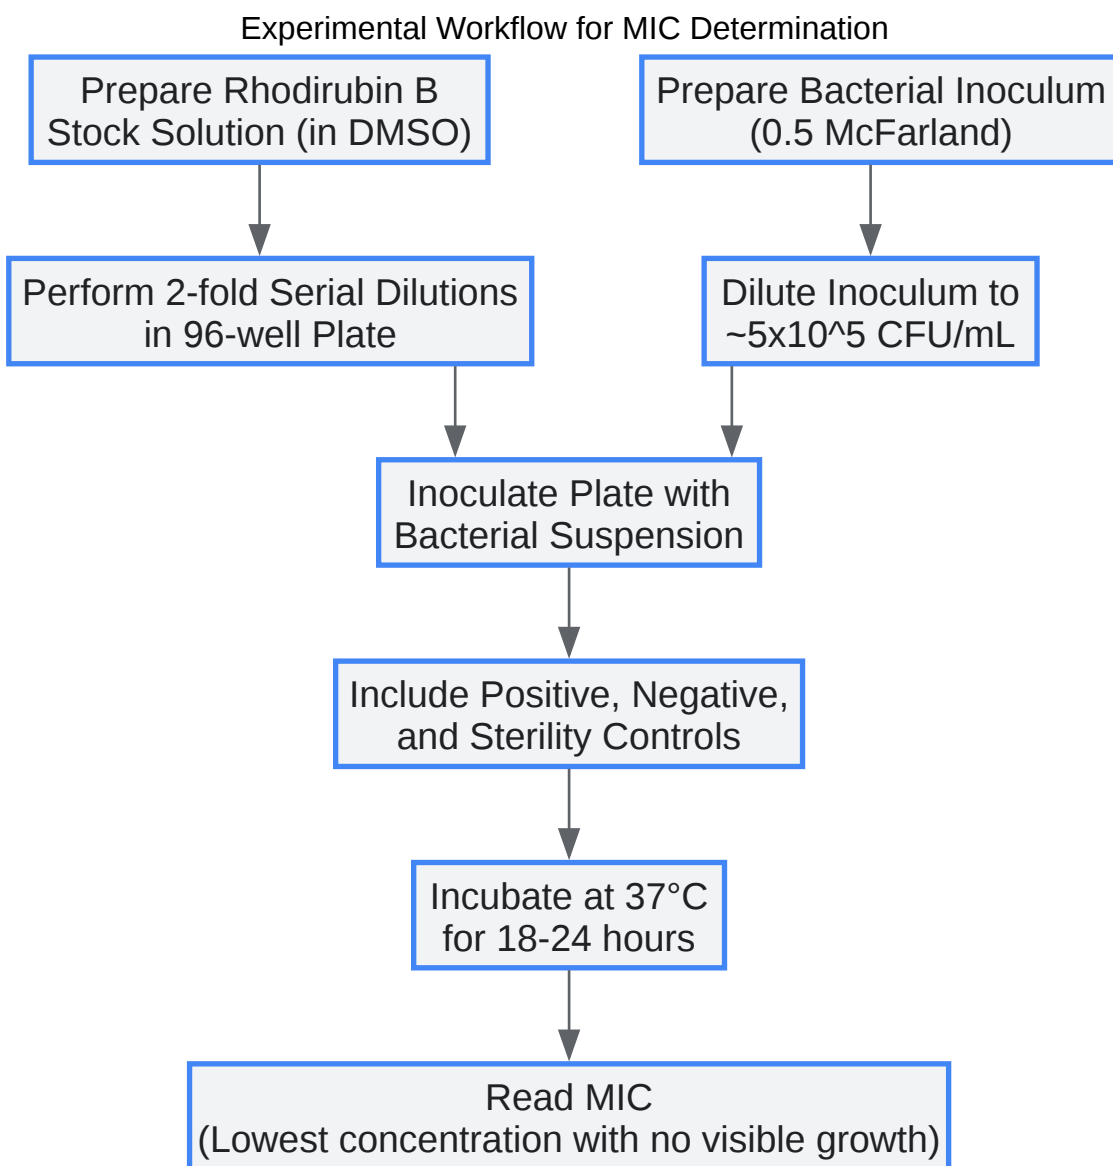 Experimental Workflow for MIC Determination
Prepare Rhodirubin B
Stock Solution (in DMSO)
Prepare Bacterial Inoculum
(0.5 McFarland)
Perform 2-fold Serial Dilutions
in 96-well Plate
Dilute Inoculum to
~5x10^5 CFU/mL
Inoculate Plate with
Bacterial Suspension
Include Positive, Negative,
and Sterility Controls
Incubate at 37°C
for 18-24 hours
Read MIC
(Lowest concentration with no visible growth)